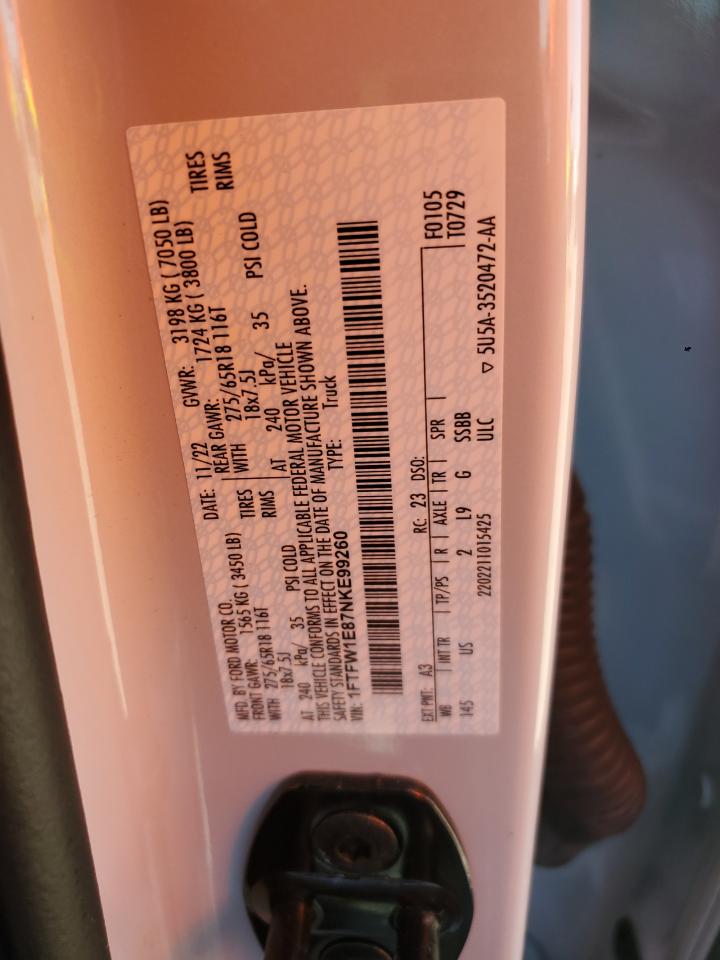 MFD. BY FORD MOTOR CO.
DATE: 11/22 GVWR: 3198 KG ( 7050 LB)
FRONT GAWR: 1565 KG ( 3450 LB) REAR GAWR: 1724 KG ( 3800 LB)
WITH 275/65R18 116T TIRES WITH 275/65R18 116T TIRES
18x7.5J RIMS 18x7.5J RIMS
AT 240 kPa/ 35 PSI COLD AT 240 kPa/ 35 PSI COLD
THIS VEHICLE CONFORMS TO ALL APPLICABLE FEDERAL MOTOR VEHICLE
SAFETY STANDARDS IN EFFECT ON THE DATE OF MANUFACTURE SHOWN ABOVE.
VIN: 1FTFW1E87NKE99260 TYPE: Truck
EXT PNT: A3 RC: 23 DSO: F0105
WB INT TR TP/PS R AXLE TR SPR T0729
145 US 2 L9 G SSBB
2202211015425 ULC ▽ 5U5A-3520472-AA